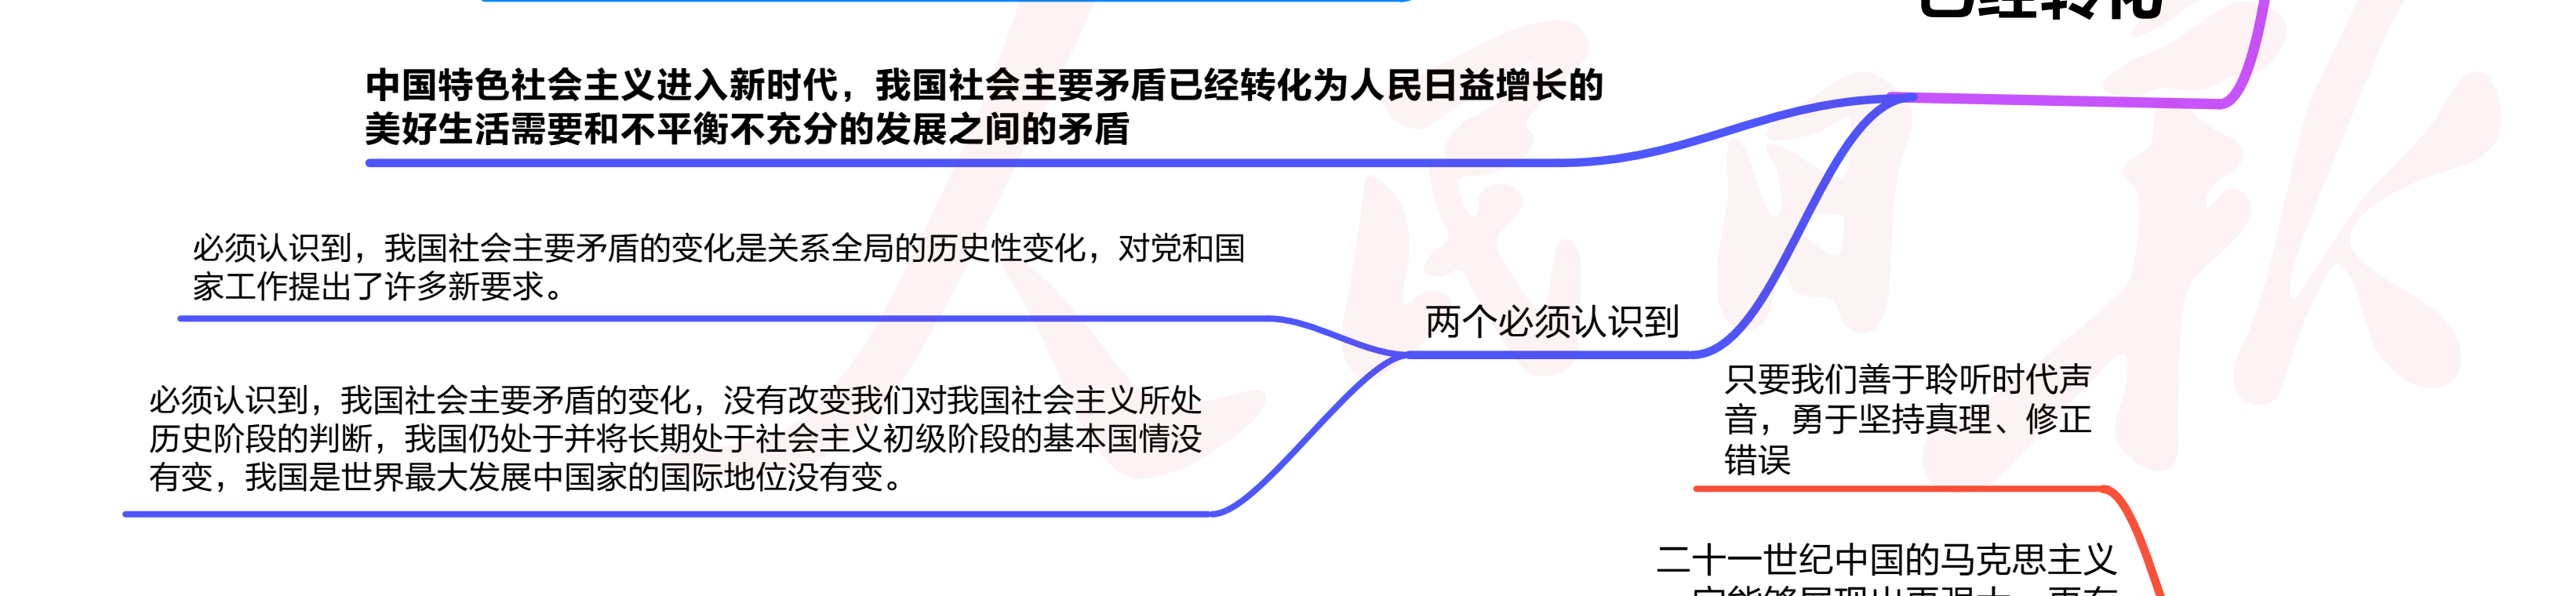 已经转化
中国特色社会主义进入新时代，我国社会主要矛盾已经转化为人民日益增长的
美好生活需要和不平衡不充分的发展之间的矛盾
必须认识到，我国社会主要矛盾的变化是关系全局的历史性变化，对党和国
家工作提出了许多新要求。
两个必须认识到
必须认识到，我国社会主要矛盾的变化，没有改变我们对我国社会主义所处
历史阶段的判断，我国仍处于并将长期处于社会主义初级阶段的基本国情没
有变，我国是世界最大发展中国家的国际地位没有变。
只要我们善于聆听时代声
音，勇于坚持真理、修正
错误
二十一世纪中国的马克思主义
人民日报